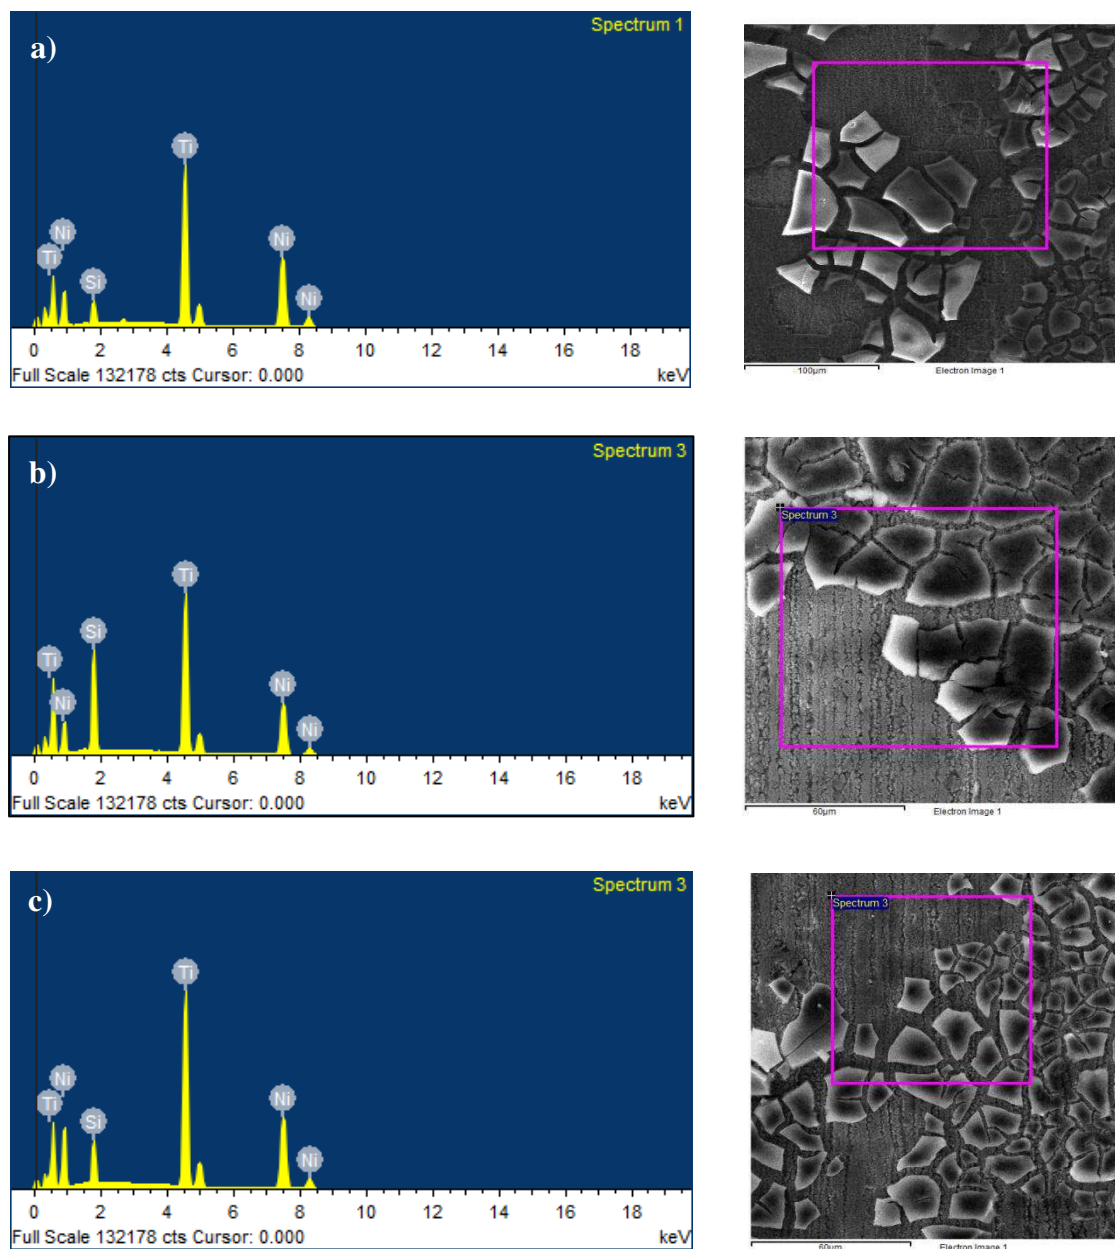 a)
Spectrum 1
Ti
Ni
Ni
Ti
Si
Ni
0 2 4 6 8 10 12 14 16 18
Full Scale 132178 cts Cursor: 0.000 keV
100µm Electron Image 1
b)
Spectrum 3
Ti
Si
Ti
Ni
Ni
Ni
0 2 4 6 8 10 12 14 16 18
Full Scale 132178 cts Cursor: 0.000 keV
Spectrum 3
60µm Electron Image 1
c)
Spectrum 3
Ti
Ni
Ti
Ni
Si
Ni
0 2 4 6 8 10 12 14 16 18
Full Scale 132178 cts Cursor: 0.000 keV
Spectrum 3
60µm Electron Image 1